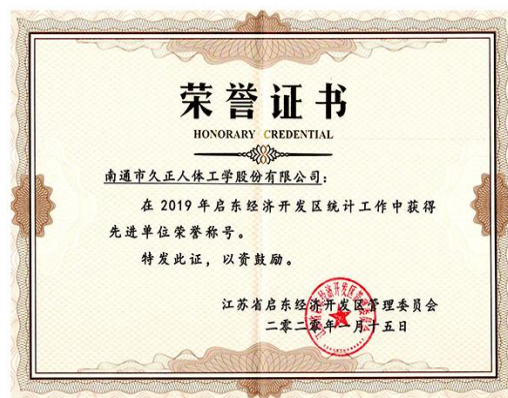 荣誉证书
HONORARY CREDENTIAL
南通市久正人体工学股份有限公司:
在 2019 年启东经济开发区统计工作中获得
先进单位荣誉称号。
特发此证，以资鼓励。
江苏省启东经济开发区管理委员会
二零二零年一月十五日